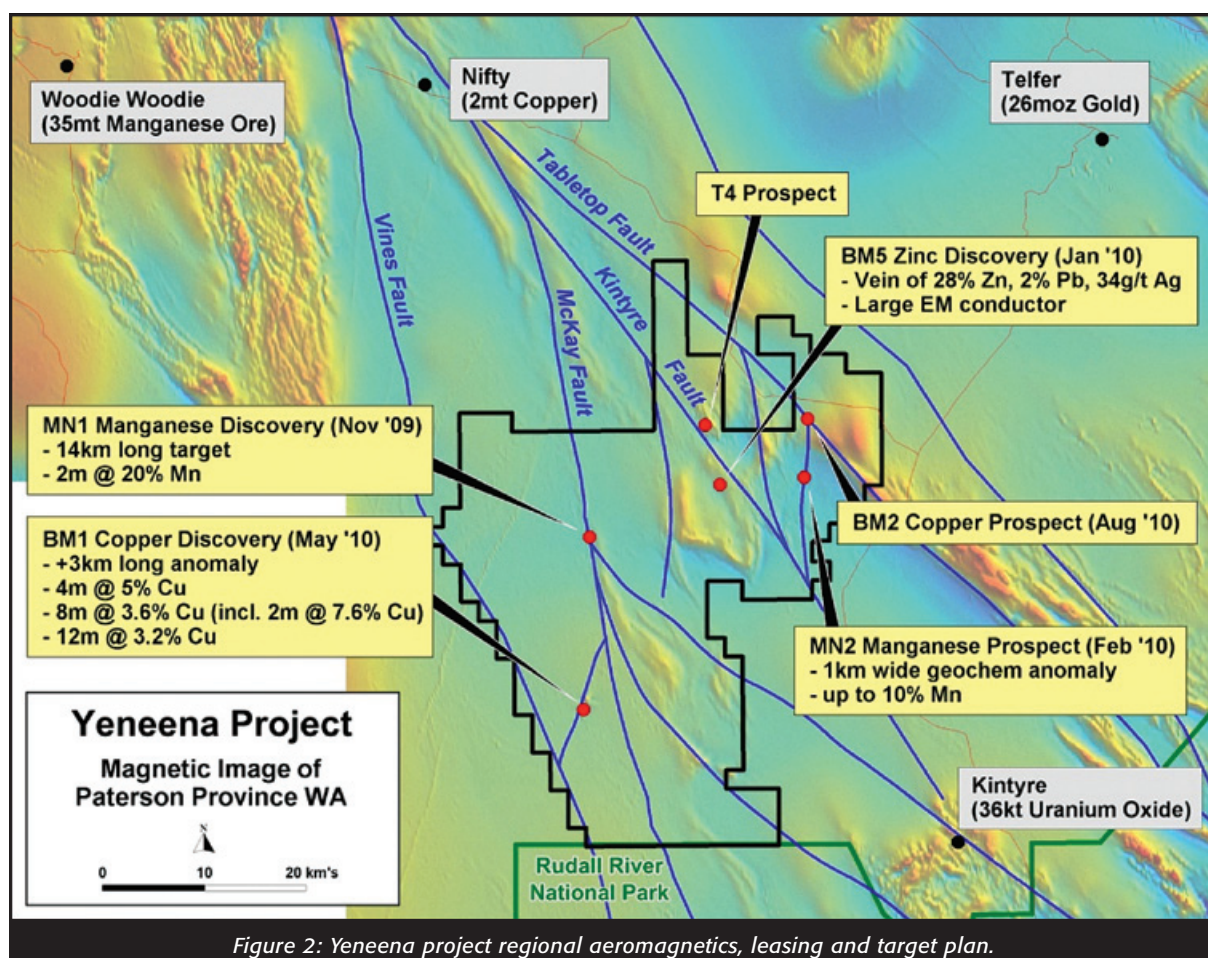 Woodie Woodie
(35mt Manganese Ore)
Nifty
(2mt Copper)
Telfer
(26moz Gold)
T4 Prospect
Tabletop Fault
BM5 Zinc Discovery (Jan '10)
- Vein of 28% Zn, 2% Pb, 34g/t Ag
- Large EM conductor
Vines Fault
McKay Fault
Kintyre
Fault
MN1 Manganese Discovery (Nov '09)
- 14km long target
- 2m @ 20% Mn
BM1 Copper Discovery (May '10)
- +3km long anomaly
- 4m @ 5% Cu
- 8m @ 3.6% Cu (incl. 2m @ 7.6% Cu)
- 12m @ 3.2% Cu
BM2 Copper Prospect (Aug '10)
MN2 Manganese Prospect (Feb '10)
- 1km wide geochem anomaly
- up to 10% Mn
Yeneena Project
Magnetic Image of
Paterson Province WA
N
0 10 20 km's
Kintyre
(36kt Uranium Oxide)
Rudall River
National Park
Figure 2: Yeneena project regional aeromagnetics, leasing and target plan.